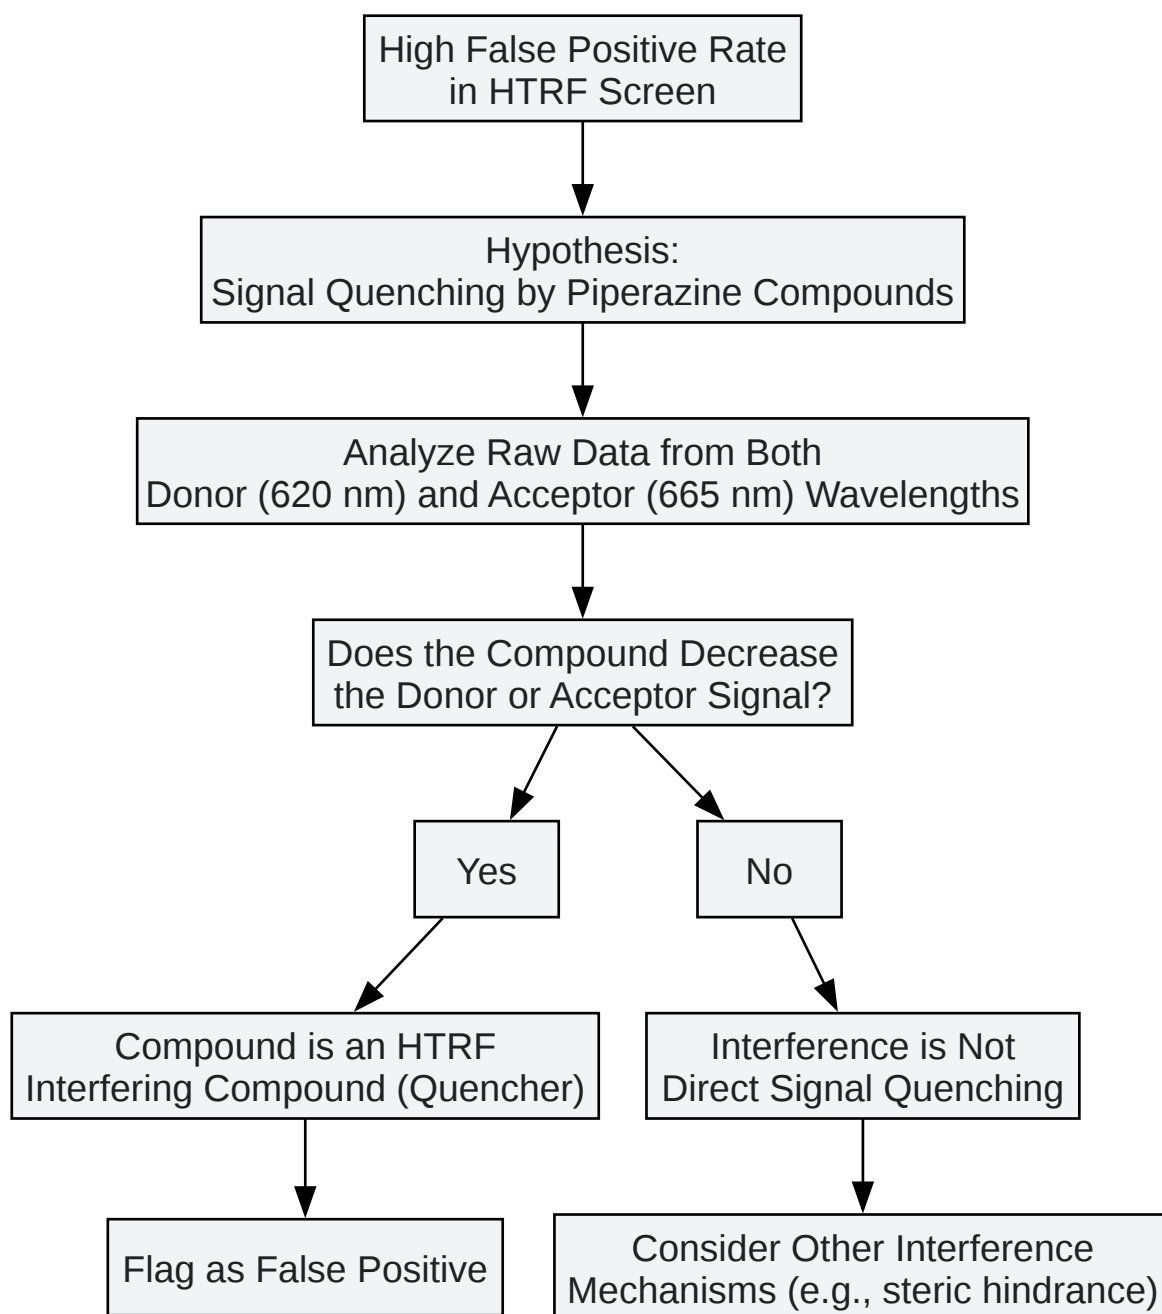 High False Positive Rate
in HTRF Screen
Hypothesis:
Signal Quenching by Piperazine Compounds
Analyze Raw Data from Both
Donor (620 nm) and Acceptor (665 nm) Wavelengths
Does the Compound Decrease
the Donor or Acceptor Signal?
Yes
No
Compound is an HTRF
Interfering Compound (Quencher)
Interference is Not
Direct Signal Quenching
Flag as False Positive
Consider Other Interference
Mechanisms (e.g., steric hindrance)